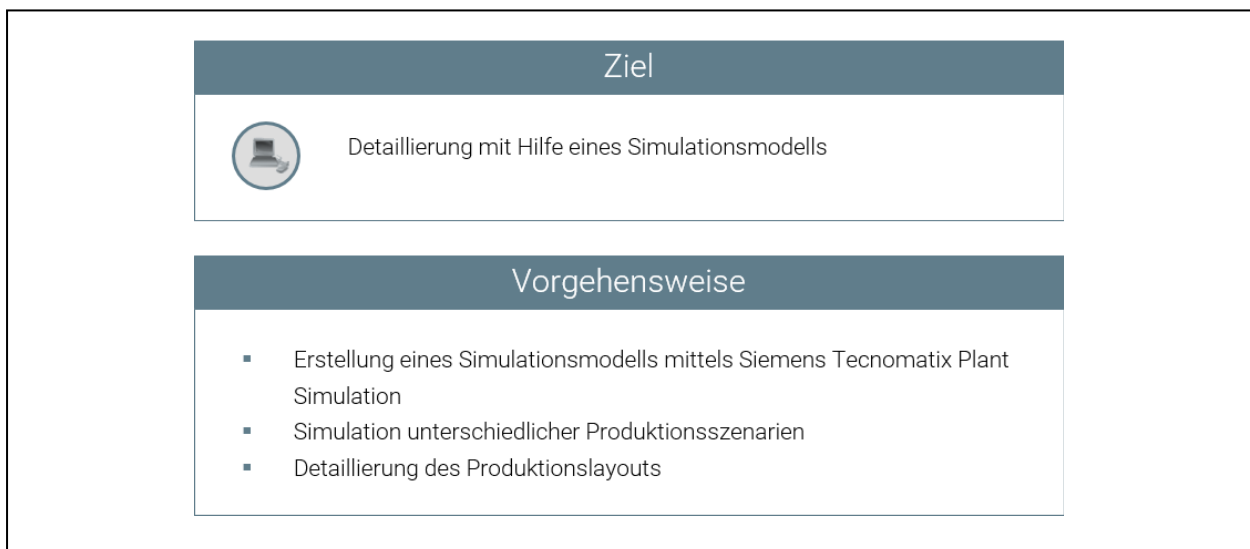 Ziel
Detaillierung mit Hilfe eines Simulationsmodells
Vorgehensweise
▪ Erstellung eines Simulationsmodells mittels Siemens Tecnomatix Plant
Simulation
▪ Simulation unterschiedlicher Produktionsszenarien
▪ Detaillierung des Produktionslayouts